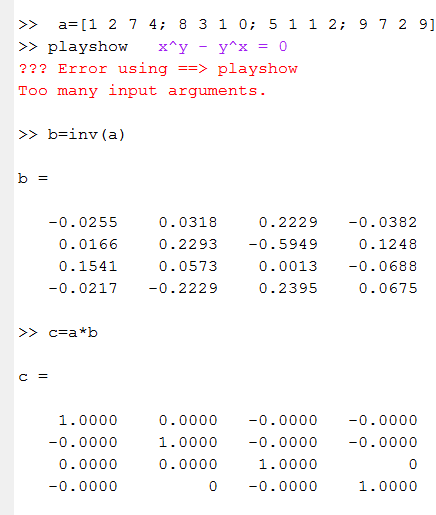 >> a=[1 2 7 4; 8 3 1 0; 5 1 1 2; 9 7 2 9]
>> playshow x^y - y^x = 0
??? Error using ==> playshow
Too many input arguments.
>> b=inv(a)
b =
-0.0255 0.0318 0.2229 -0.0382
0.0166 0.2293 -0.5949 0.1248
0.1541 0.0573 0.0013 -0.0688
-0.0217 -0.2229 0.2395 0.0675
>> c=a*b
c =
1.0000 0.0000 -0.0000 -0.0000
-0.0000 1.0000 -0.0000 -0.0000
0.0000 0.0000 1.0000 0
-0.0000 0 -0.0000 1.0000